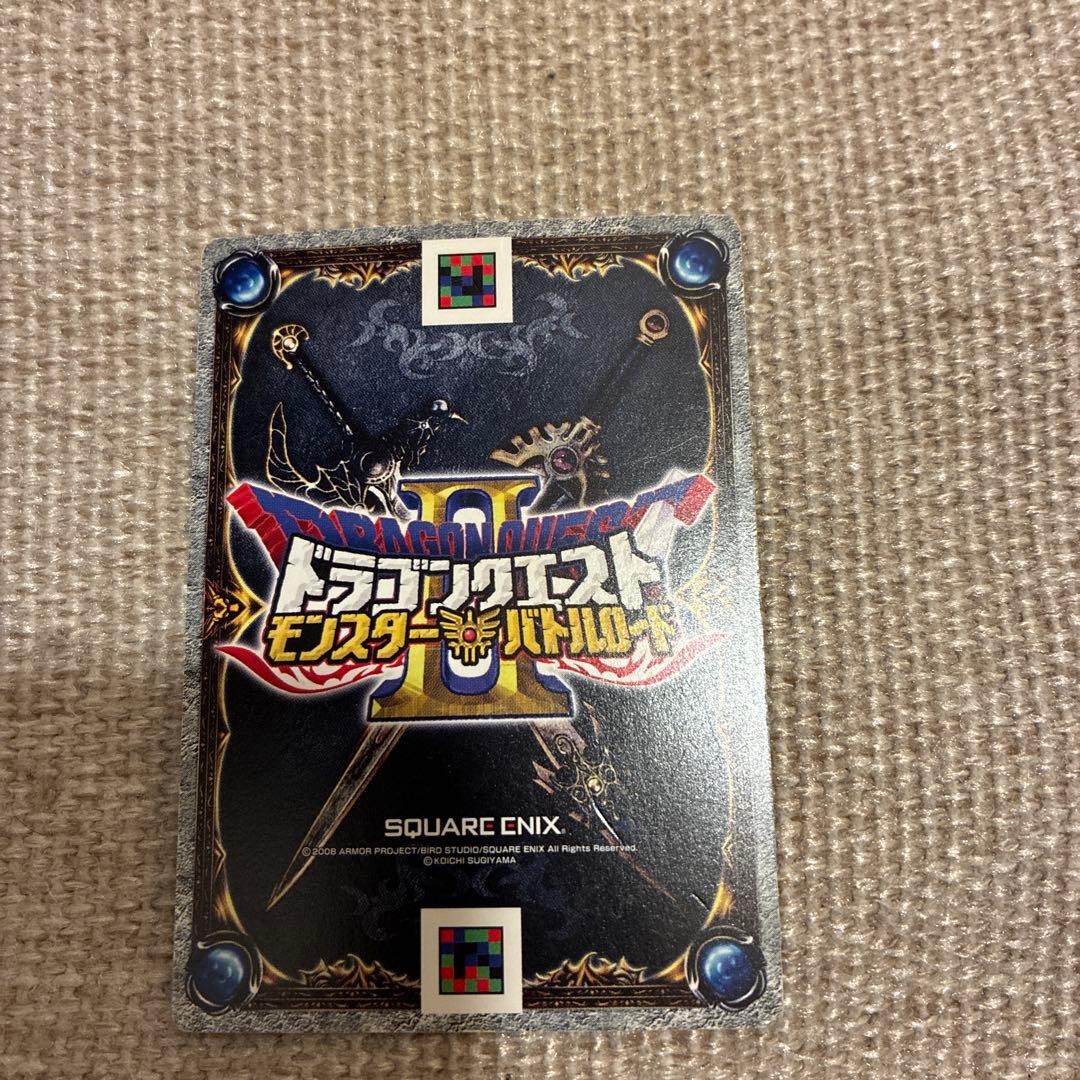 II
DRAGON QUEST
ドラゴンクエスト
モンスター バトルロード
SQUARE ENIX.
©2008 ARMOR PROJECT/BIRD STUDIO/SQUARE ENIX All Rights Reserved.
©KOICHI SUGIYAMA